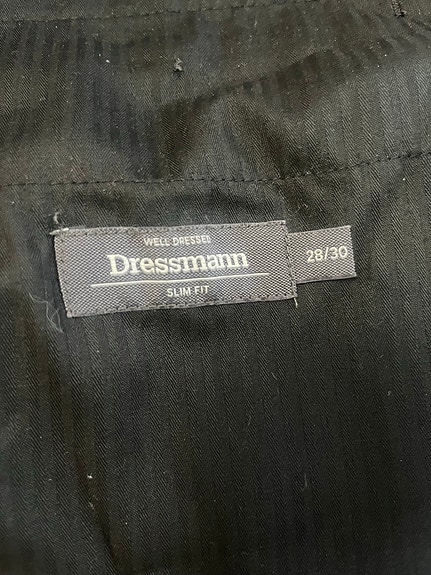 WELL DRESSED
Dressmann
SLIM FIT
28/30